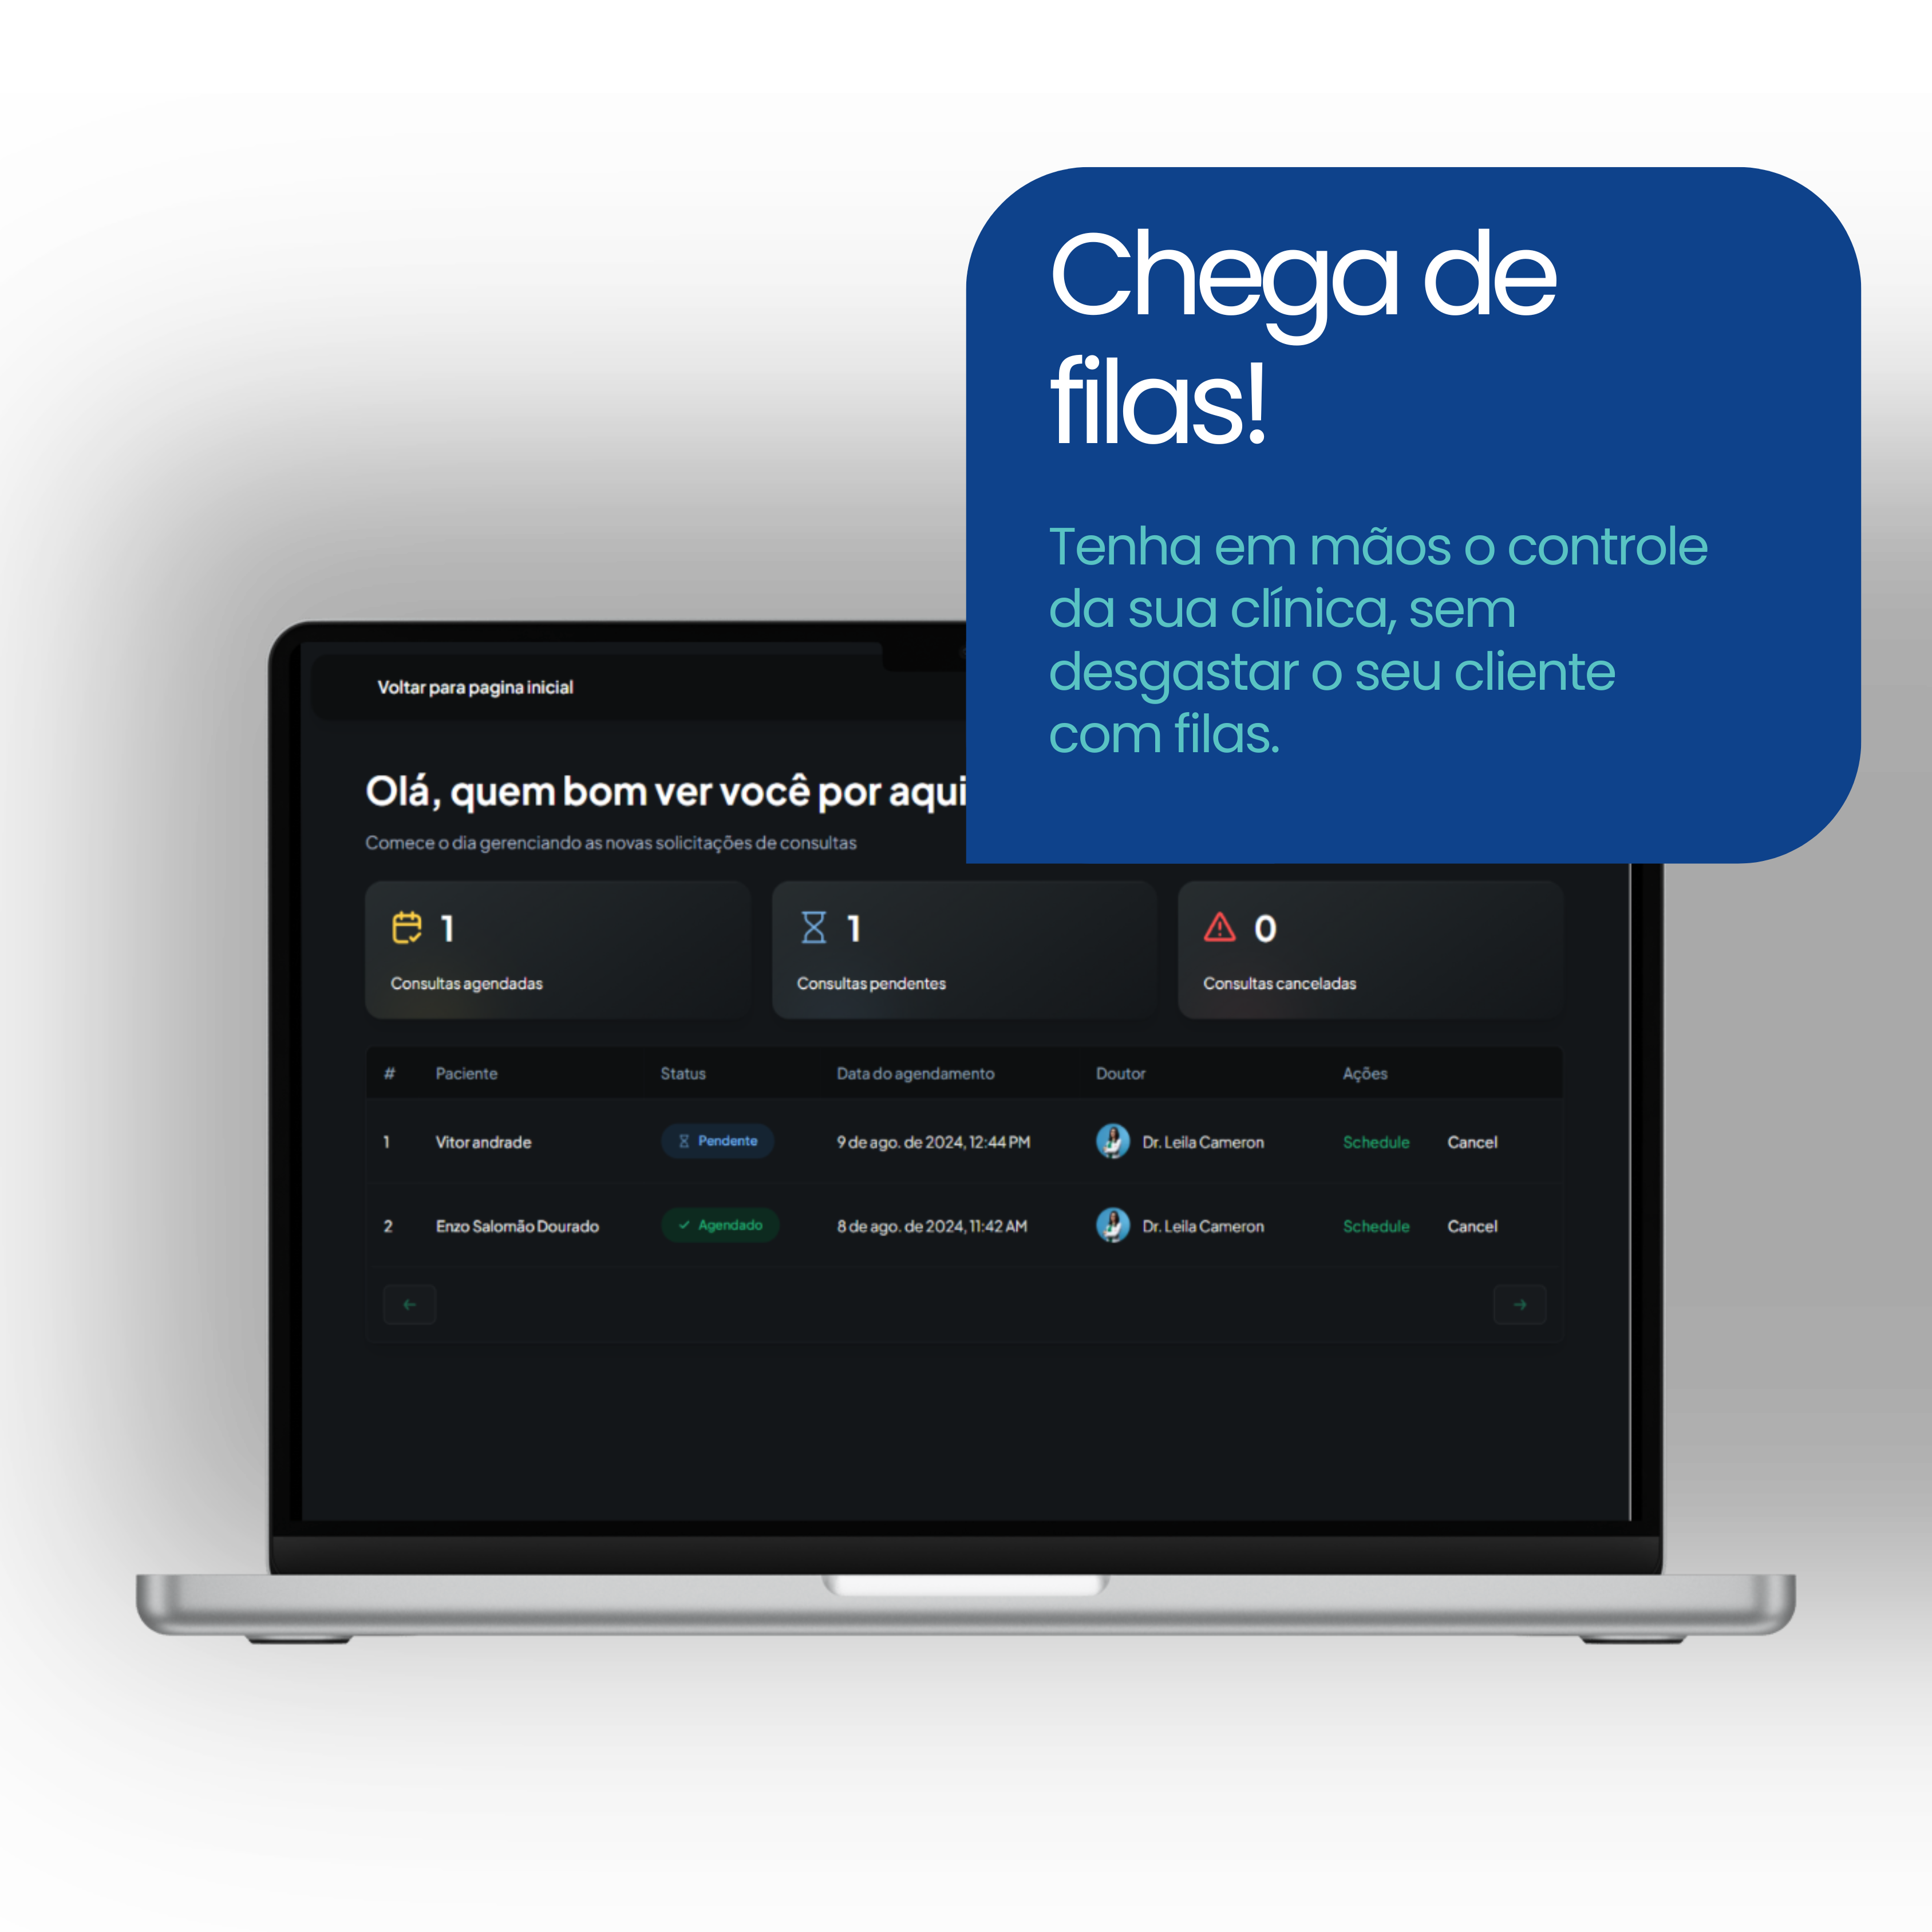 Chega de
filas!
Tenha em mãos o controle
da sua clínica, sem
desgastar o seu cliente
com filas.
Voltar para pagina inicial
Olá, quem bom ver você por aqui
Comece o dia gerenciando as novas solicitações de consultas
1
Consultas agendadas
1
Consultas pendentes
0
Consultas canceladas
# Paciente Status Data do agendamento Doutor Ações
1 Vitor andrade Pendente 9 de ago. de 2024, 12:44 PM Dr. Leila Cameron Schedule Cancel
2 Enzo Salomão Dourado Agendado 8 de ago. de 2024, 11:42 AM Dr. Leila Cameron Schedule Cancel